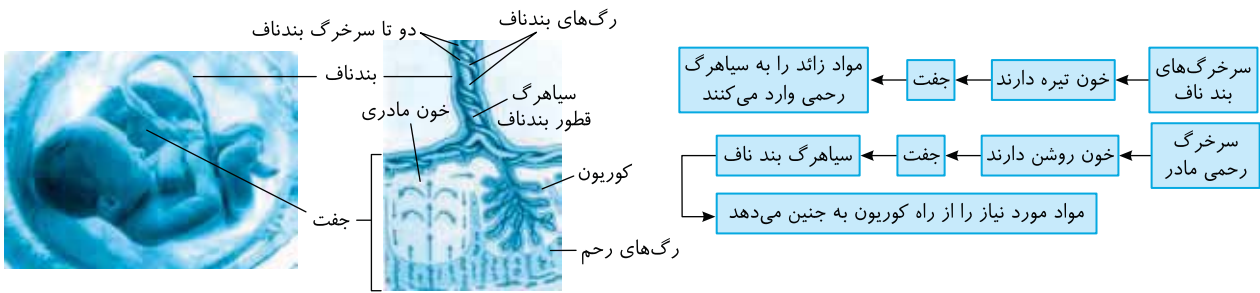 رگ‌های بندناف
دو تا سرخرگ بندناف
بندناف
سیاهرگ
قطور بندناف
خون مادری
کوریون
جفت
رگ‌های رحم
سرخرگ‌های
بند ناف
خون تیره دارند
جفت
مواد زائد را به سیاهرگ
رحمی وارد می‌کنند
سرخرگ
رحمی مادر
خون روشن دارند
جفت
سیاهرگ بند ناف
مواد مورد نیاز را از راه کوریون به جنین می‌دهد